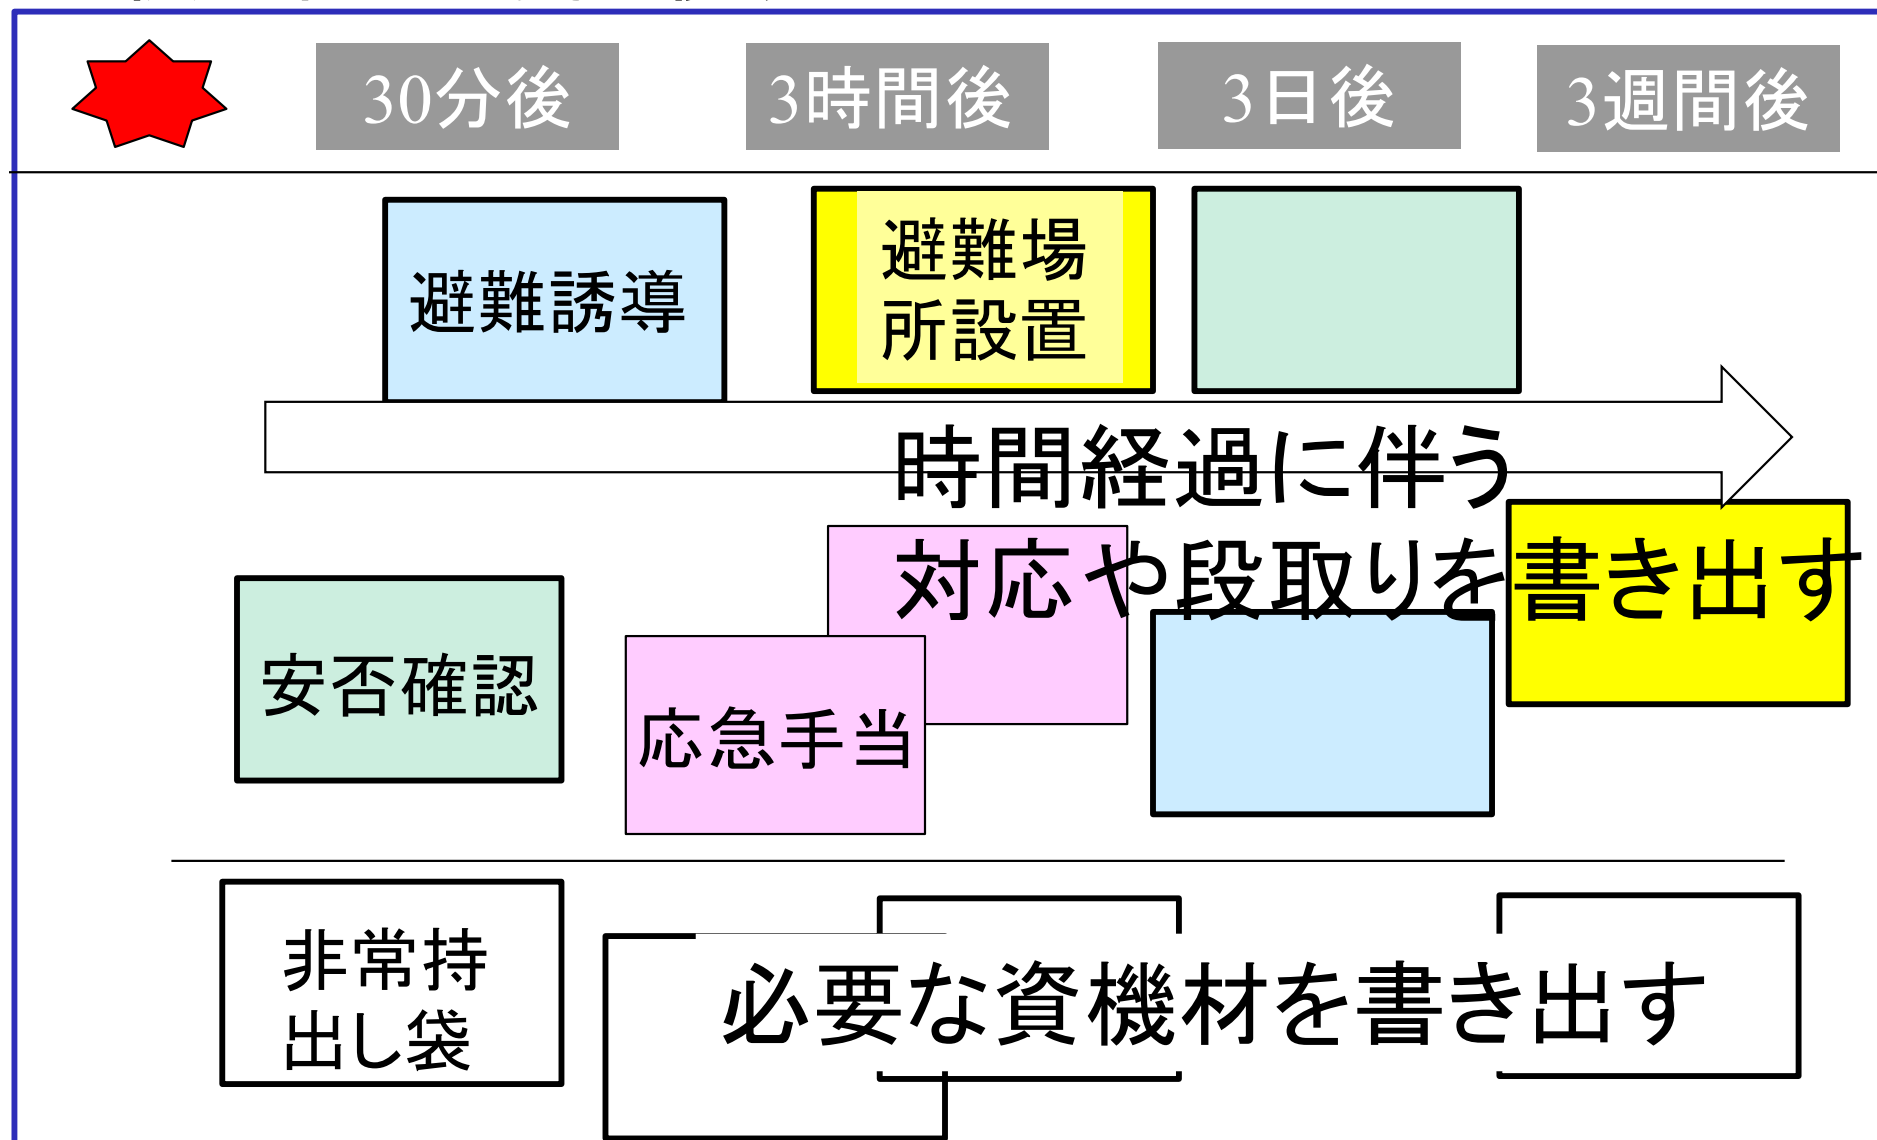 30分後
3時間後
3日後
3週間後
避難誘導
避難場
所設置
時間経過に伴う
対応や段取りを書き出す
安否確認
応急手当
非常持
出し袋
必要な資機材を書き出す